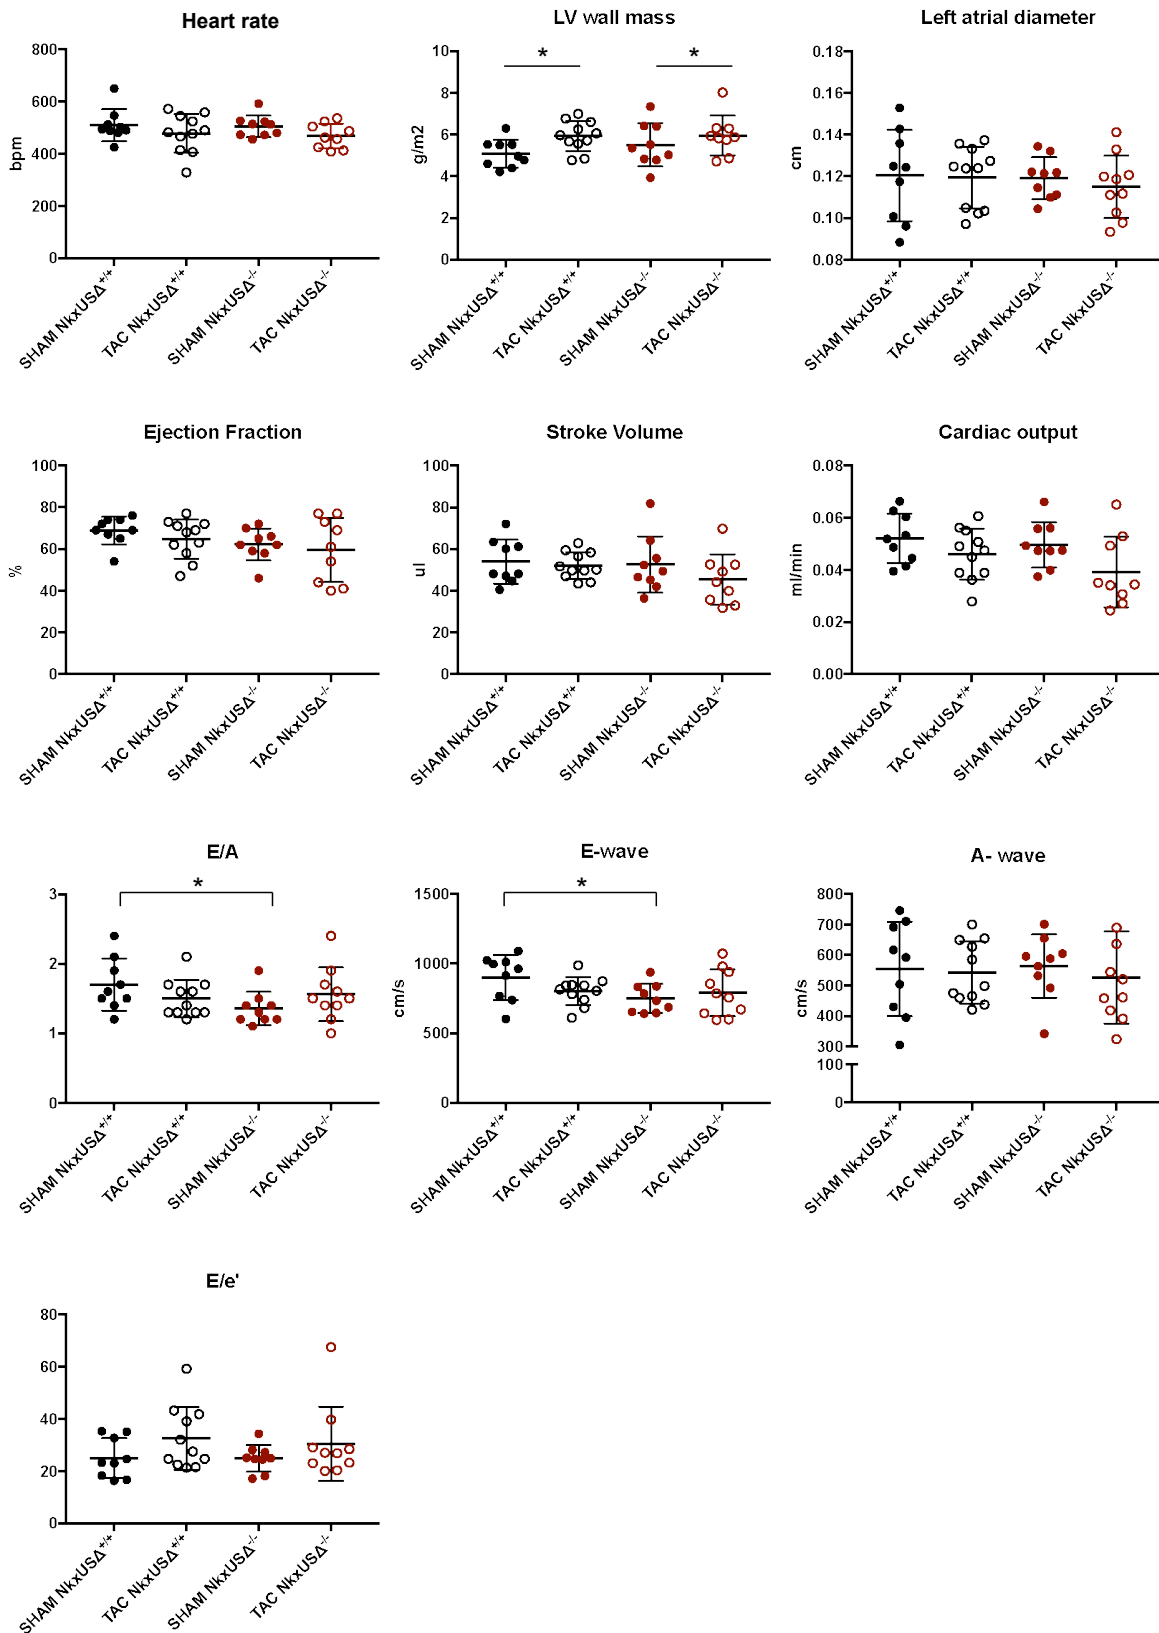 Heart rate
800
600
400
200
0
bpm
SHAM NkxUSΔ+/+
TAC NkxUSΔ+/+
SHAM NkxUSΔ-/-
TAC NkxUSΔ-/-
LV wall mass
*
*
10
8
6
4
2
0
g/m2
SHAM NkxUSΔ+/+
TAC NkxUSΔ+/+
SHAM NkxUSΔ-/-
TAC NkxUSΔ-/-
Left atrial diameter
0.18
0.16
0.14
0.12
0.10
0.08
cm
SHAM NkxUSΔ+/+
TAC NkxUSΔ+/+
SHAM NkxUSΔ-/-
TAC NkxUSΔ-/-
Ejection Fraction
100
80
60
40
20
0
%
SHAM NkxUSΔ+/+
TAC NkxUSΔ+/+
SHAM NkxUSΔ-/-
TAC NkxUSΔ-/-
Stroke Volume
100
80
60
40
20
0
ul
SHAM NkxUSΔ+/+
TAC NkxUSΔ+/+
SHAM NkxUSΔ-/-
TAC NkxUSΔ-/-
Cardiac output
0.08
0.06
0.04
0.02
0.00
ml/min
SHAM NkxUSΔ+/+
TAC NkxUSΔ+/+
SHAM NkxUSΔ-/-
TAC NkxUSΔ-/-
E/A
*
3
2
1
0
SHAM NkxUSΔ+/+
TAC NkxUSΔ+/+
SHAM NkxUSΔ-/-
TAC NkxUSΔ-/-
E-wave
*
1500
1000
500
0
cm/s
SHAM NkxUSΔ+/+
TAC NkxUSΔ+/+
SHAM NkxUSΔ-/-
TAC NkxUSΔ-/-
A- wave
800
700
600
500
400
300
100
0
cm/s
SHAM NkxUSΔ+/+
TAC NkxUSΔ+/+
SHAM NkxUSΔ-/-
TAC NkxUSΔ-/-
E/e'
80
60
40
20
0
SHAM NkxUSΔ+/+
TAC NkxUSΔ+/+
SHAM NkxUSΔ-/-
TAC NkxUSΔ-/-